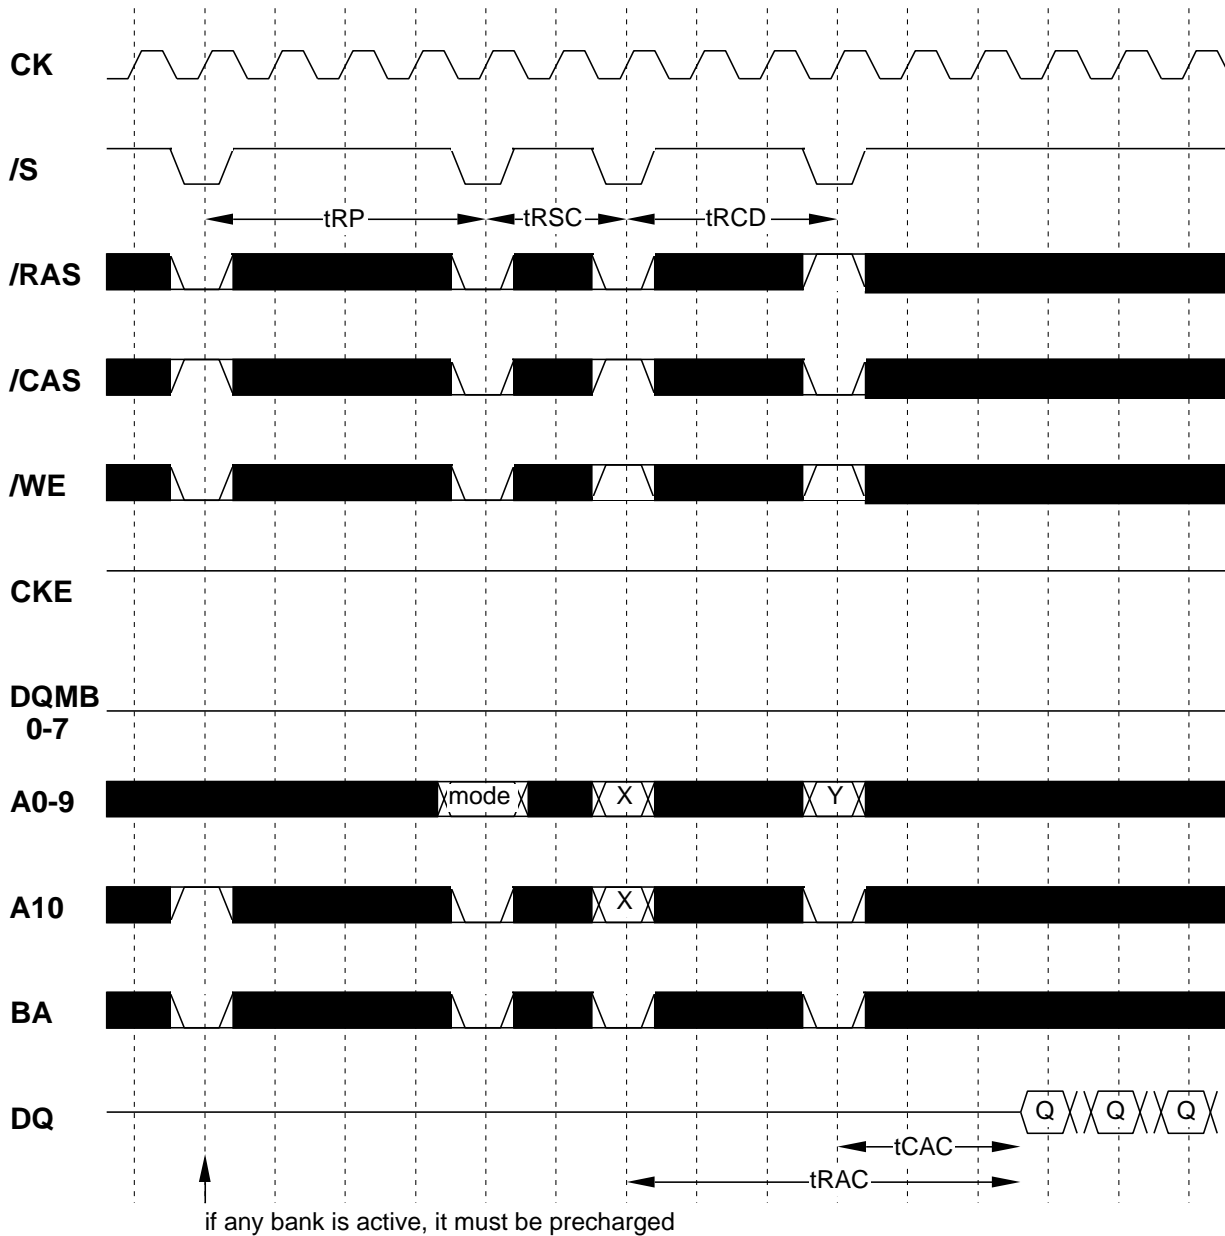 CK
/S
tRP
tRSC
tRCD
/RAS
/CAS
/WE
CKE
DQMB
0-7
A0-9
mode
X
Y
A10
X
BA
DQ
Q
Q
Q
tCAC
tRAC
if any bank is active, it must be precharged